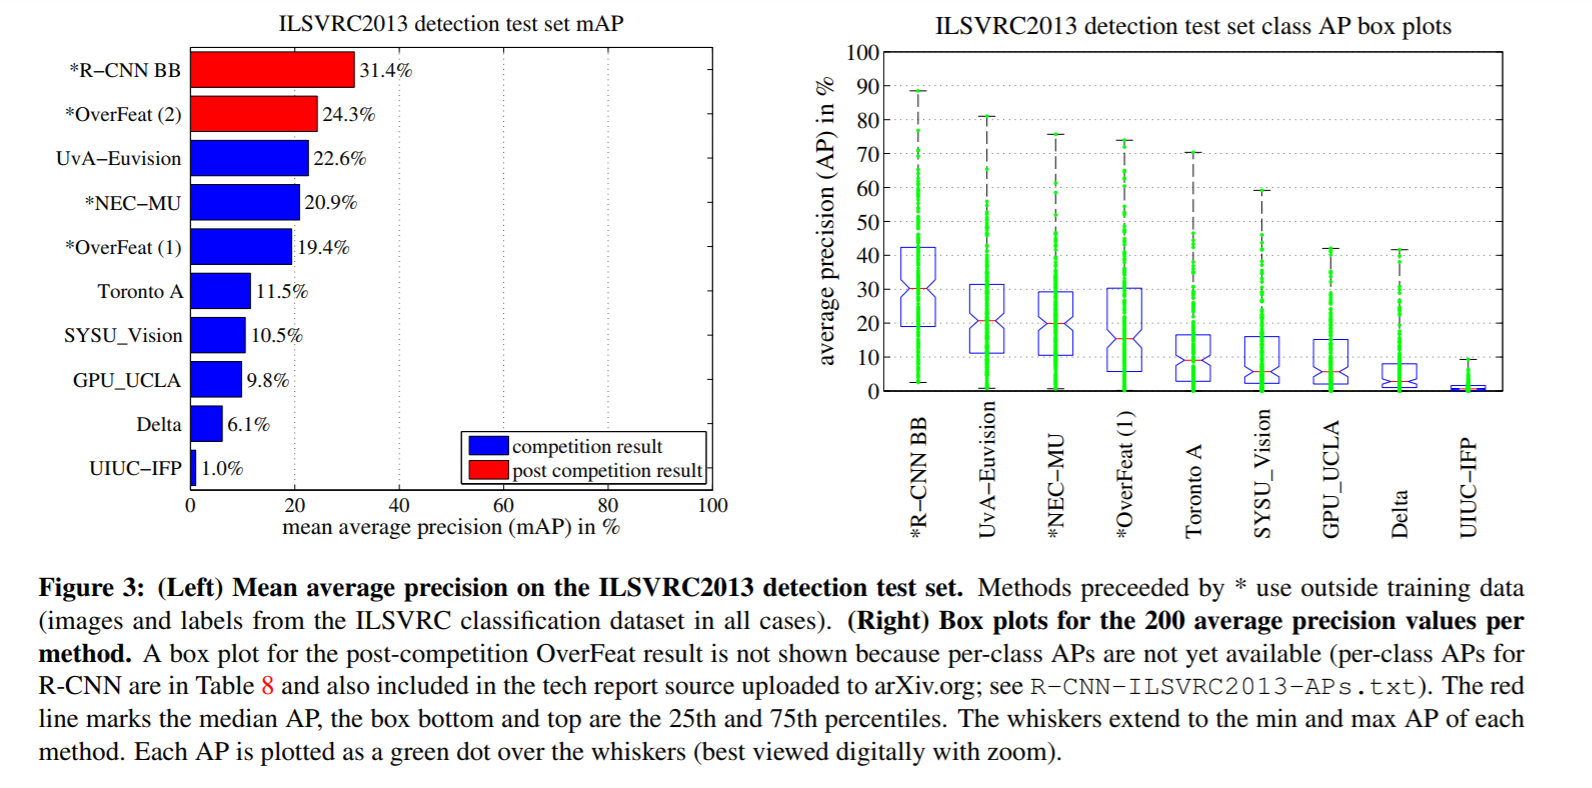 ILSVRC2013 detection test set mAP
*R−CNN BB
31.4%
*OverFeat (2)
24.3%
UvA−Euvision
22.6%
*NEC−MU
20.9%
*OverFeat (1)
19.4%
Toronto A
11.5%
SYSU_Vision
10.5%
GPU_UCLA
9.8%
Delta
6.1%
UIUC−IFP
1.0%
competition result
post competition result
0 20 40 60 80 100
mean average precision (mAP) in %
ILSVRC2013 detection test set class AP box plots
100
90
80
70
60
50
40
30
20
10
0
average precision (AP) in %
*R−CNN BB
UvA−Euvision
*NEC−MU
*OverFeat (1)
Toronto A
SYSU_Vision
GPU_UCLA
Delta
UIUC−IFP
Figure 3: (Left) Mean average precision on the ILSVRC2013 detection test set. Methods preceeded by * use outside training data
(images and labels from the ILSVRC classification dataset in all cases). (Right) Box plots for the 200 average precision values per
method. A box plot for the post-competition OverFeat result is not shown because per-class APs are not yet available (per-class APs for
R-CNN are in Table 8 and also included in the tech report source uploaded to arXiv.org; see R-CNN-ILSVRC2013-APs.txt). The red
line marks the median AP, the box bottom and top are the 25th and 75th percentiles. The whiskers extend to the min and max AP of each
method. Each AP is plotted as a green dot over the whiskers (best viewed digitally with zoom).